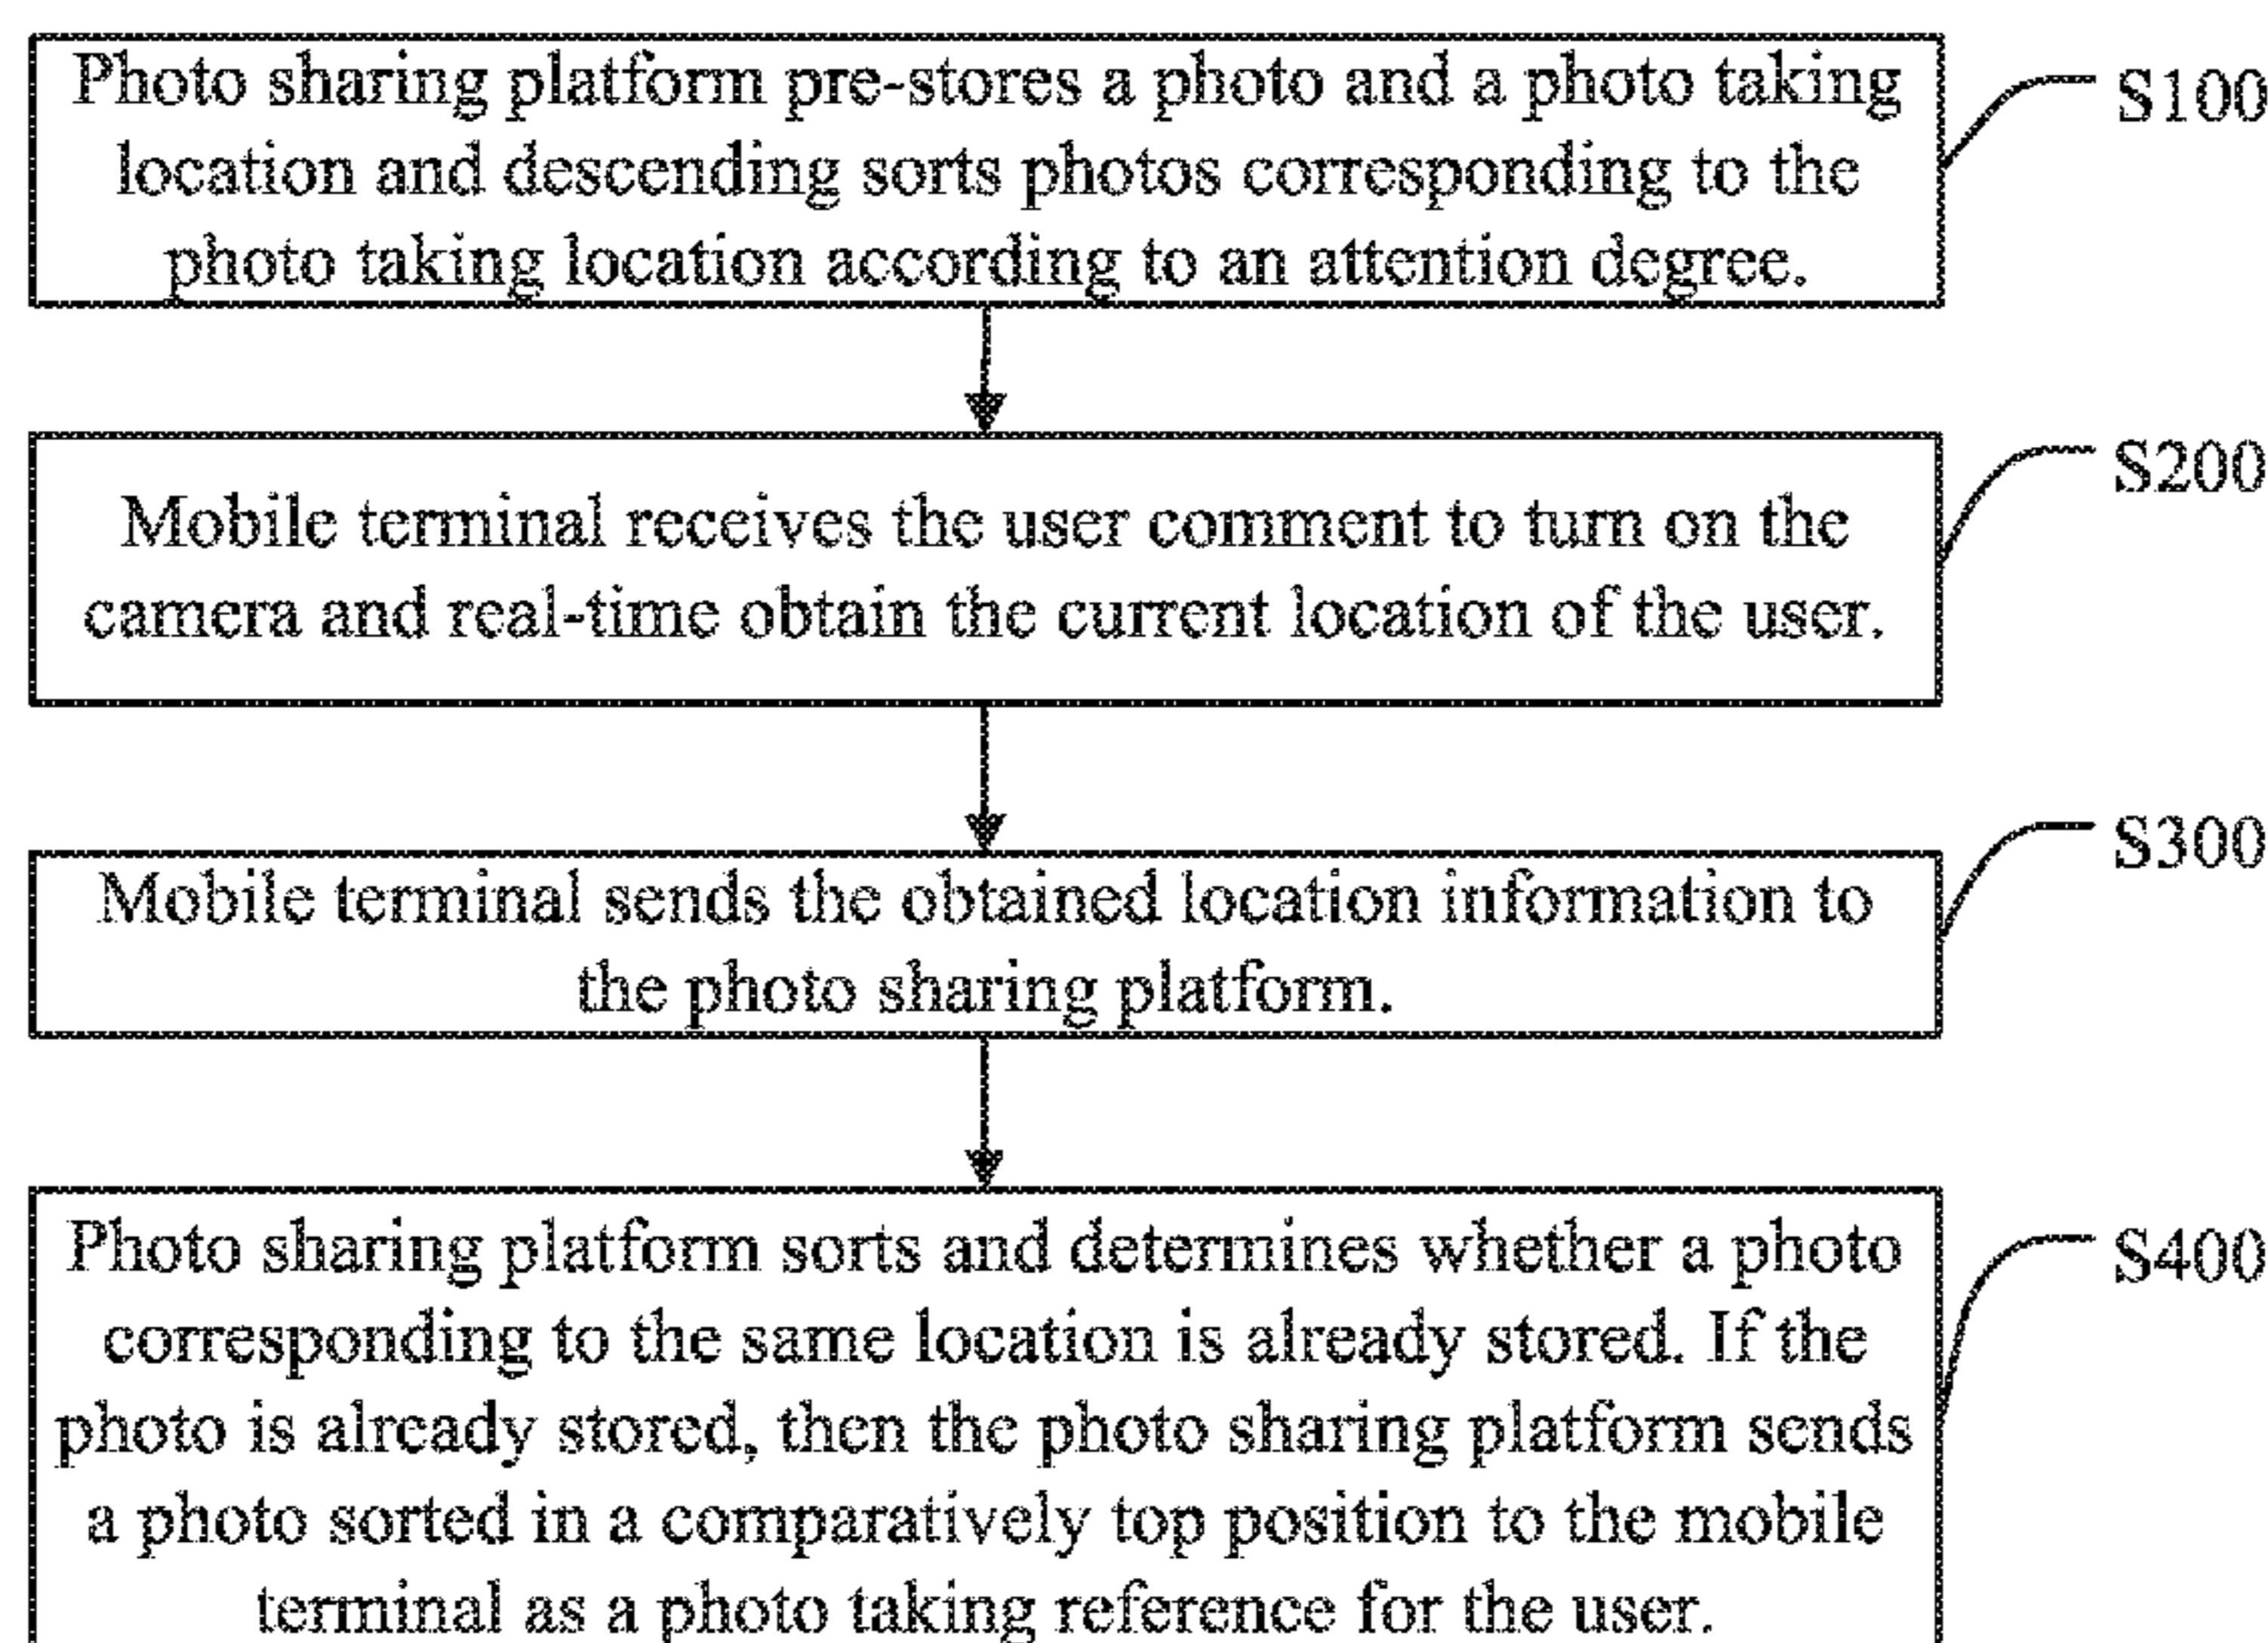 Photo sharing platform pre-stores a photo and a photo taking
location and descending sorts photos corresponding to the
photo taking location according to an attention degree.
S100
Mobile terminal receives the user comment to turn on the
camera and real-time obtain the current location of the user.
S200
Mobile terminal sends the obtained location information to
the photo sharing platform.
S300
Photo sharing platform sorts and determines whether a photo
corresponding to the same location is already stored. If the
photo is already stored, then the photo sharing platform sends
a photo sorted in a comparatively top position to the mobile
terminal as a photo taking reference for the user.
S400